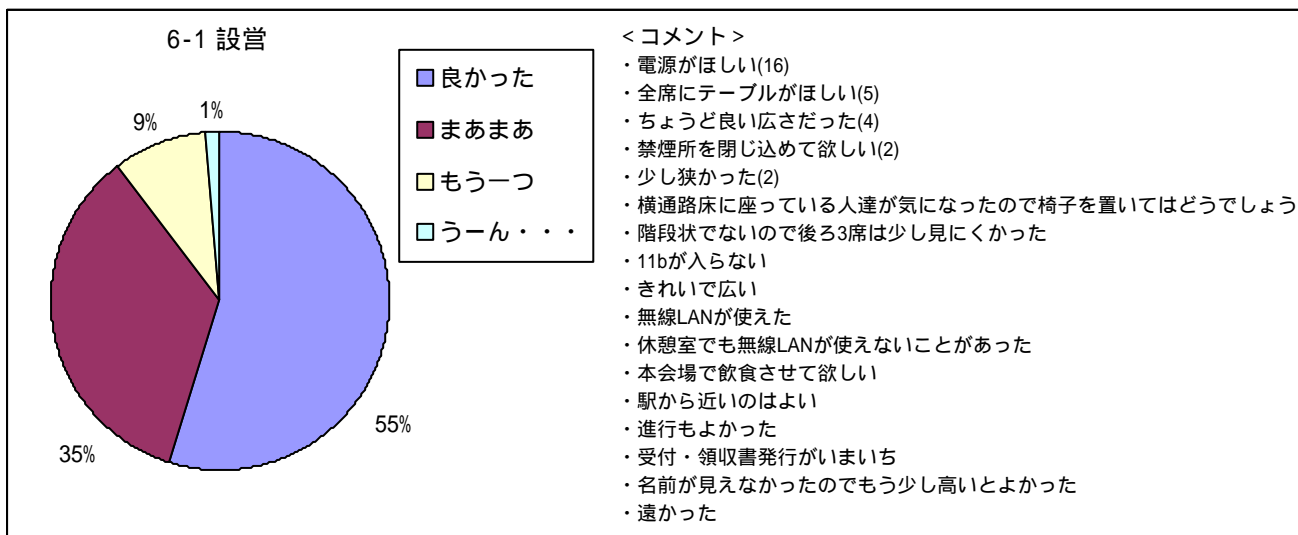 6-1 設営
良かった
まあまあ
もう一つ
うーん・・・
1%
9%
35%
55%
<コメント>
・電源がほしい(16)
・全席にテーブルがほしい(5)
・ちょうど良い広さだった(4)
・禁煙所を閉じ込めて欲しい(2)
・少し狭かった(2)
・横通路床に座っている人達が気になったので椅子を置いてはどうでしょう
・階段状でないので後ろ3席は少し見にくかった
・11bが入らない
・きれいで広い
・無線LANが使えた
・休憩室でも無線LANが使えないことがあった
・本会場で飲食させて欲しい
・駅から近いのはよい
・進行もよかった
・受付・領収書発行がいまいち
・名前が見えなかったのでもう少し高いとよかった
・遠かった